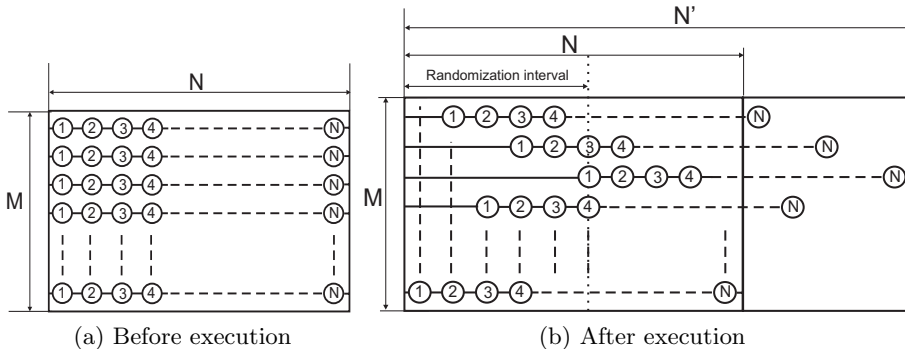 N
M
1 2 3 4 N
1 2 3 4 N
1 2 3 4 N
1 2 3 4 N
1 2 3 4 N
(a) Before execution
N'
N
Randomization interval
M
1 2 3 4 N
1 2 3 4 N
1 2 3 4 N
1 2 3 4 N
1 2 3 4 N
(b) After execution